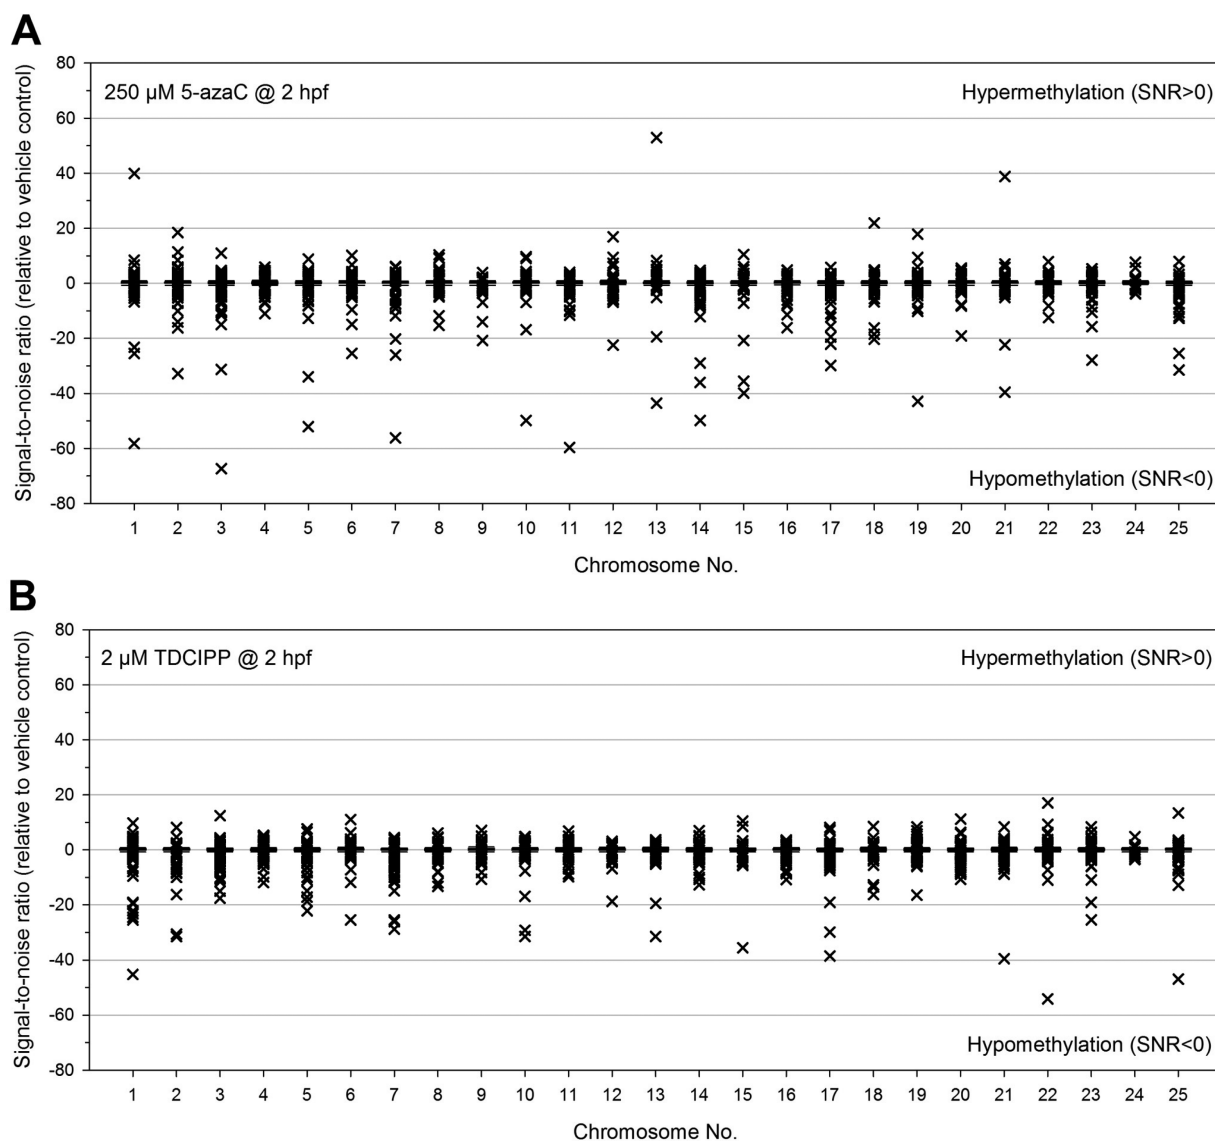 A
Signal-to-noise ratio (relative to vehicle control)
80
60
40
20
0
-20
-40
-60
-80
250 µM 5-azaC @ 2 hpf
Hypermethylation (SNR>0)
Hypomethylation (SNR<0)
1 2 3 4 5 6 7 8 9 10 11 12 13 14 15 16 17 18 19 20 21 22 23 24 25
Chromosome No.
B
Signal-to-noise ratio (relative to vehicle control)
80
60
40
20
0
-20
-40
-60
-80
2 µM TDCIPP @ 2 hpf
Hypermethylation (SNR>0)
Hypomethylation (SNR<0)
1 2 3 4 5 6 7 8 9 10 11 12 13 14 15 16 17 18 19 20 21 22 23 24 25
Chromosome No.